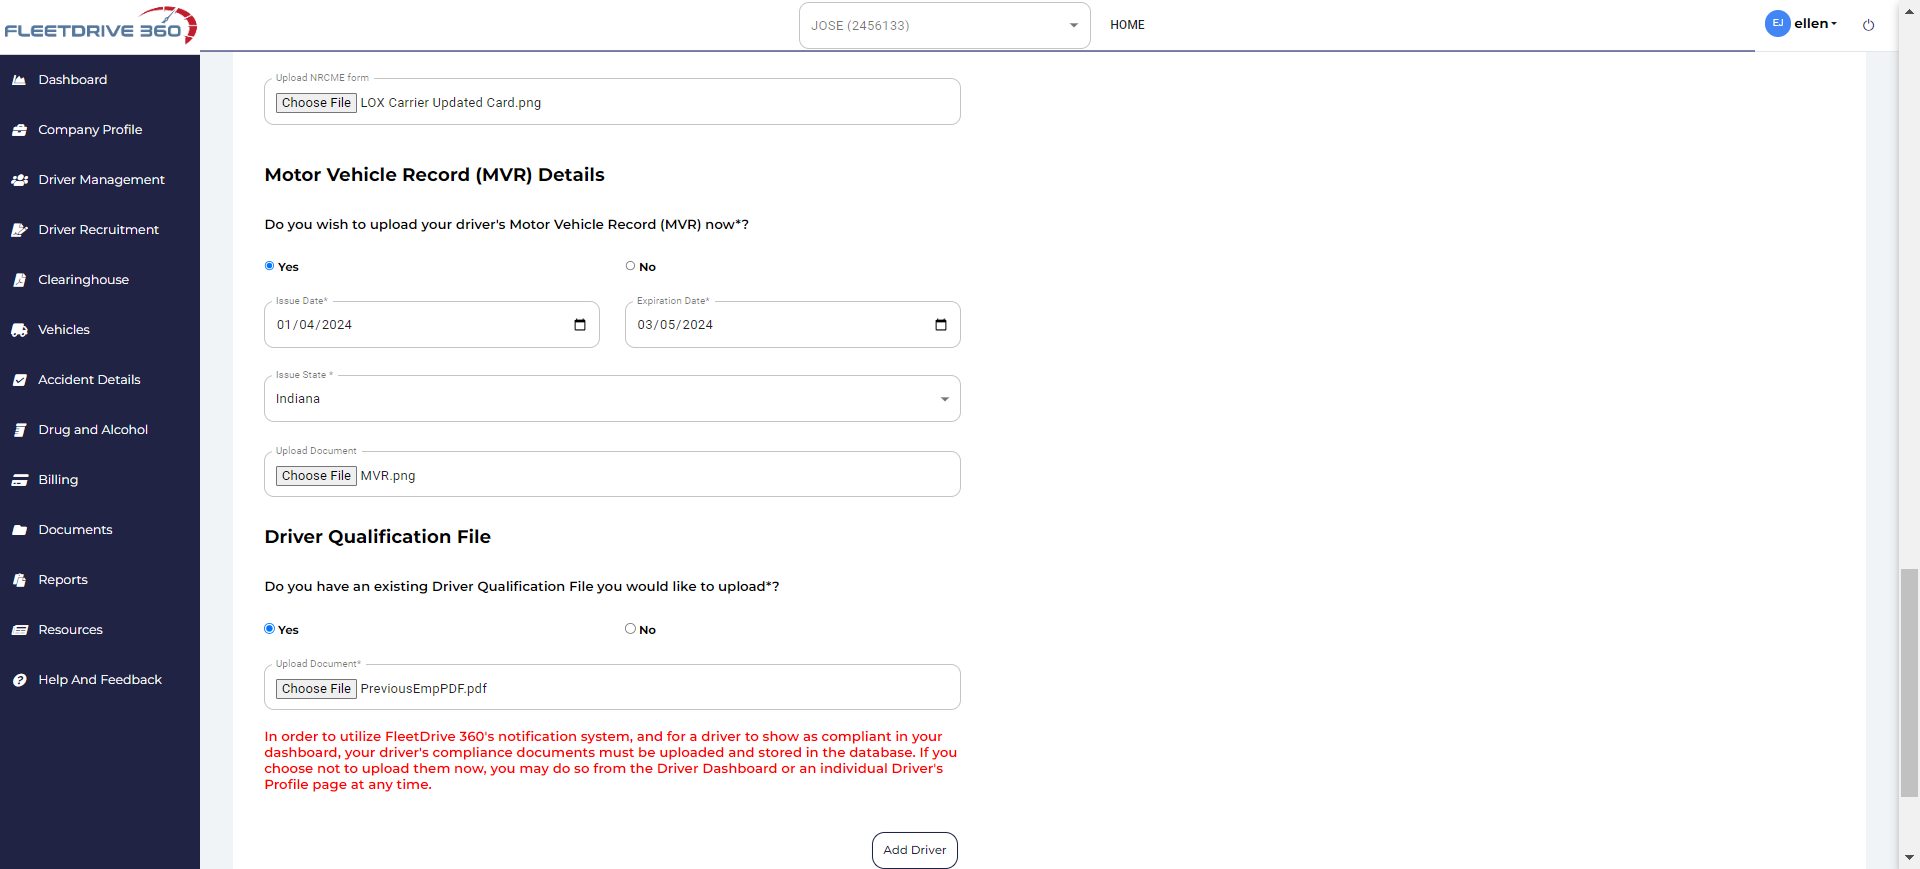 FLEETDRIVE 360
JOSE (2456133)
HOME
EJ
ellen
Dashboard
Company Profile
Driver Management
Driver Recruitment
Clearinghouse
Vehicles
Accident Details
Drug and Alcohol
Billing
Documents
Reports
Resources
Help And Feedback
Upload NRCME form
Choose File LOX Carrier Updated Card.png
Motor Vehicle Record (MVR) Details
Do you wish to upload your driver's Motor Vehicle Record (MVR) now*?
Yes No
Issue Date* Expiration Date*
01/04/2024 03/05/2024
Issue State *
Indiana
Upload Document
Choose File MVR.png
Driver Qualification File
Do you have an existing Driver Qualification File you would like to upload*?
Yes No
Upload Document*
Choose File PreviousEmpPDF.pdf
In order to utilize FleetDrive 360's notification system, and for a driver to show as compliant in your
dashboard, your driver's compliance documents must be uploaded and stored in the database. If you
choose not to upload them now, you may do so from the Driver Dashboard or an individual Driver's
Profile page at any time.
Add Driver